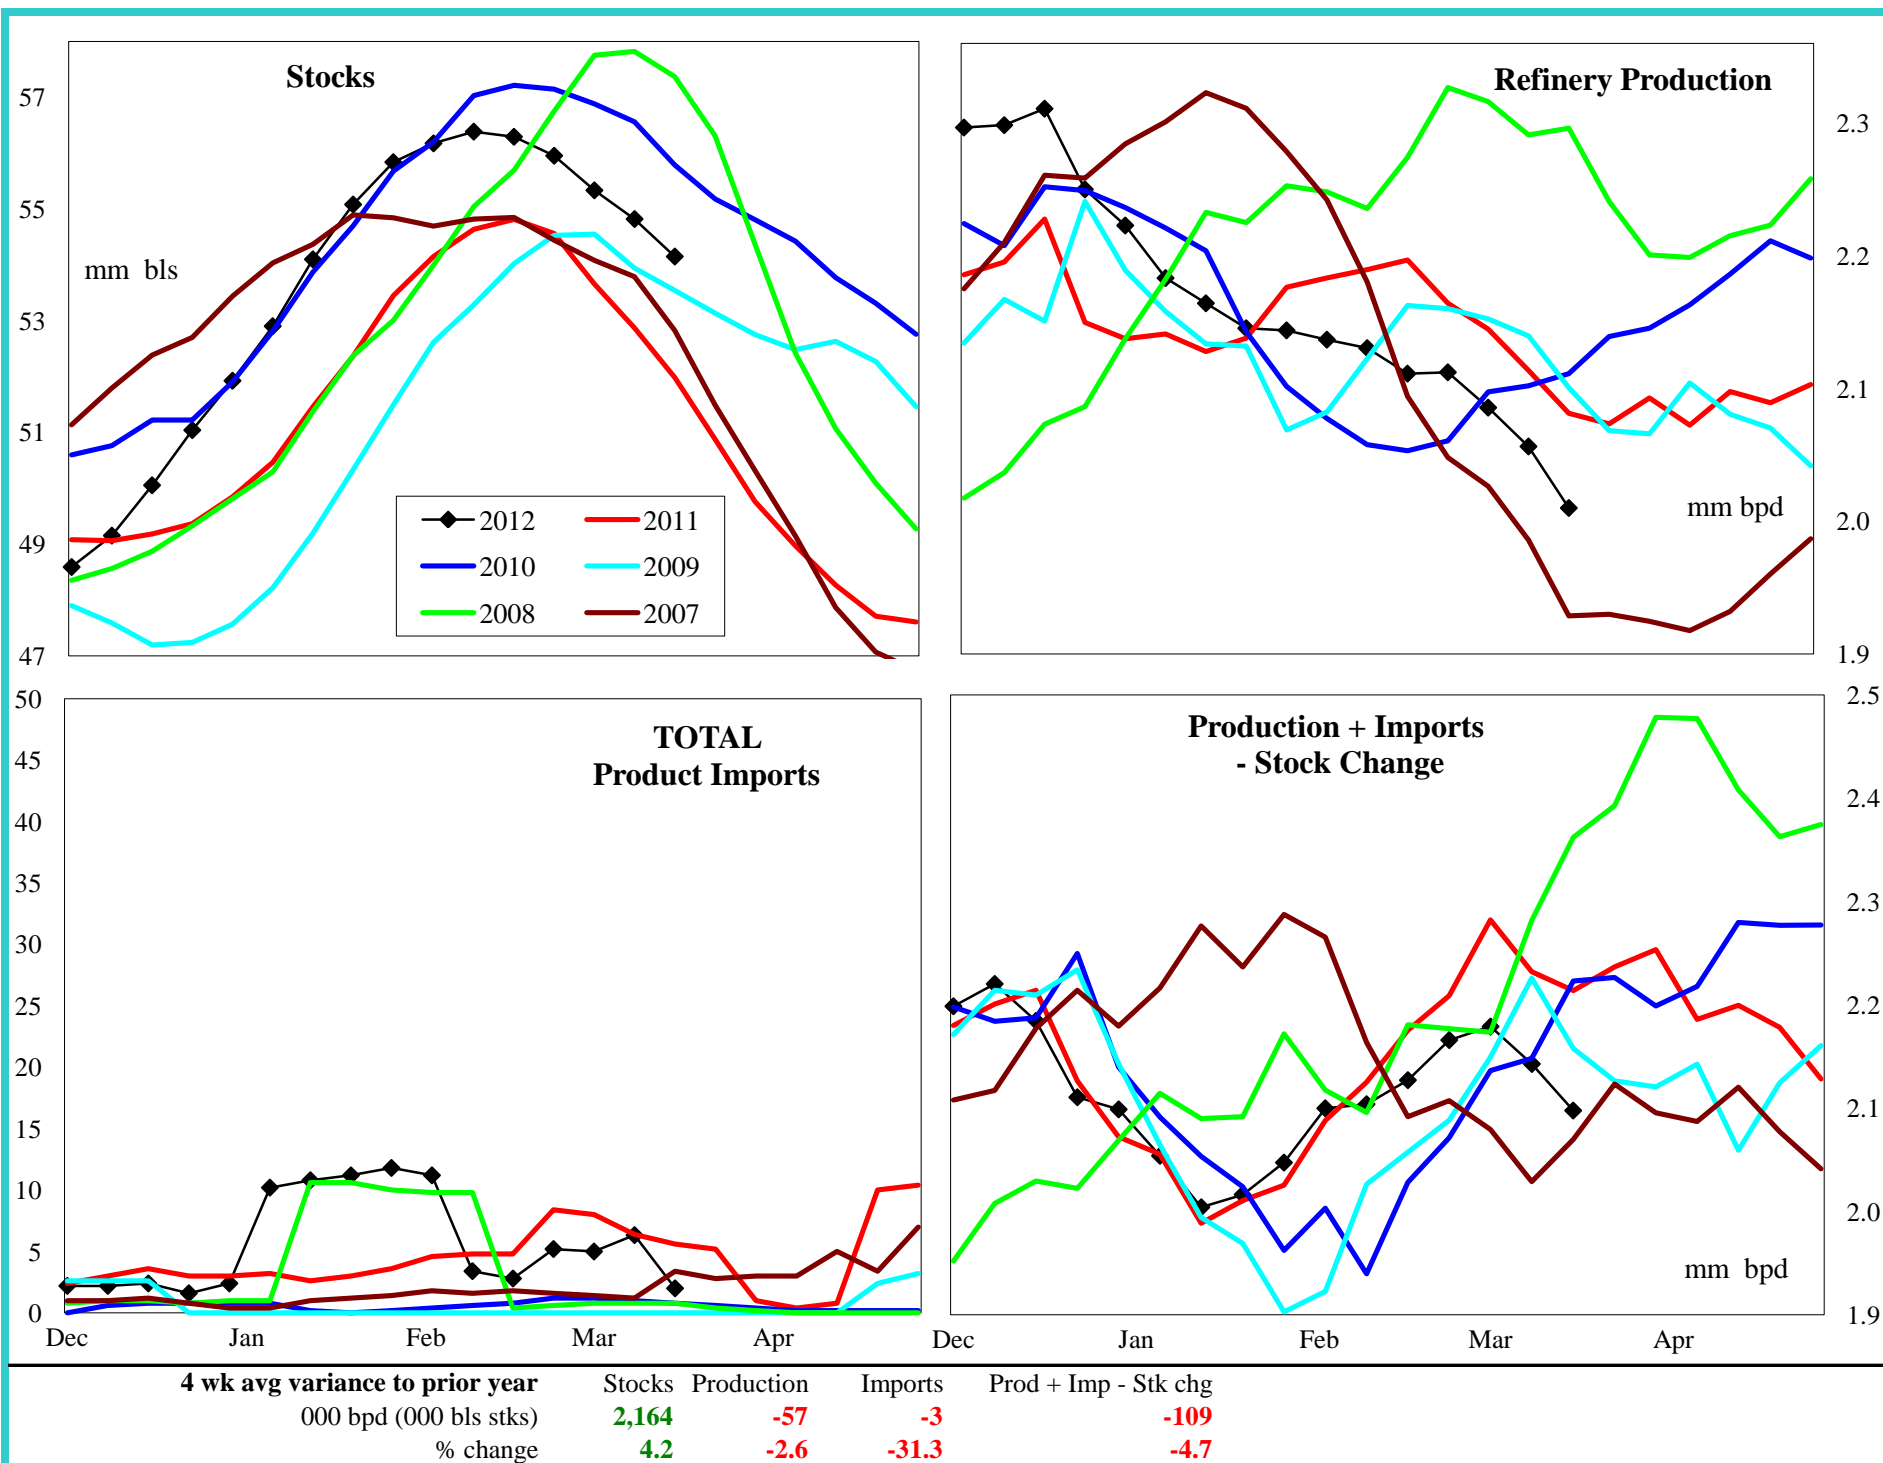 Stocks
57
55
mm bls
53
51
49
47
2012
2011
2010
2009
2008
2007
Refinery Production
2.3
2.2
2.1
mm bpd
2.0
1.9
50
TOTAL
Product Imports
45
40
35
30
25
20
15
10
5
0
Dec Jan Feb Mar Apr
Production + Imports
- Stock Change
2.5
2.4
2.3
2.2
2.1
2.0
mm bpd
1.9
Dec Jan Feb Mar Apr
4 wk avg variance to prior year Stocks Production Imports Prod + Imp - Stk chg
000 bpd (000 bls stks) 2,164 -57 -3 -109
% change 4.2 -2.6 -31.3 -4.7